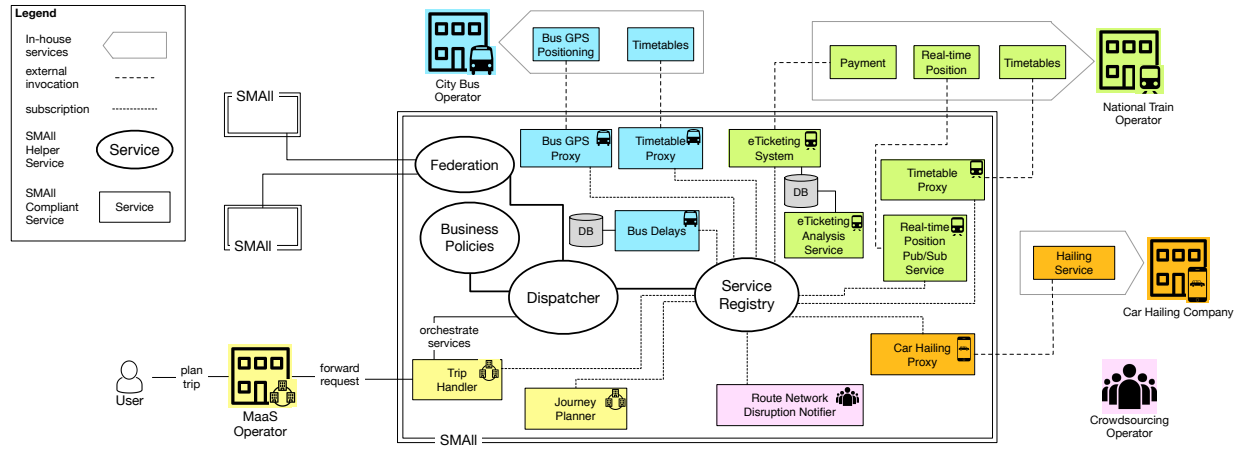 Legend
In-house
services
external
invocation
subscription
SMAll
Helper
Service
Service
SMAll
Compliant
Service
Service
City Bus
Operator
Bus GPS
Positioning
Timetables
Payment
Real-time
Position
Timetables
National Train
Operator
SMAll
SMAll
Federation
Business
Policies
Dispatcher
Service
Registry
Bus GPS
Proxy
Timetable
Proxy
eTicketing
System
DB
eTicketing
Analysis
Service
Timetable
Proxy
Real-time
Position
Pub/Sub
Service
DB
Bus Delays
Hailing
Service
Car Hailing Company
orchestrate
services
Trip
Handler
Journey
Planner
Route Network
Disruption Notifier
Car Hailing
Proxy
User
plan
trip
MaaS
Operator
forward
request
Crowdsourcing
Operator
SMAll